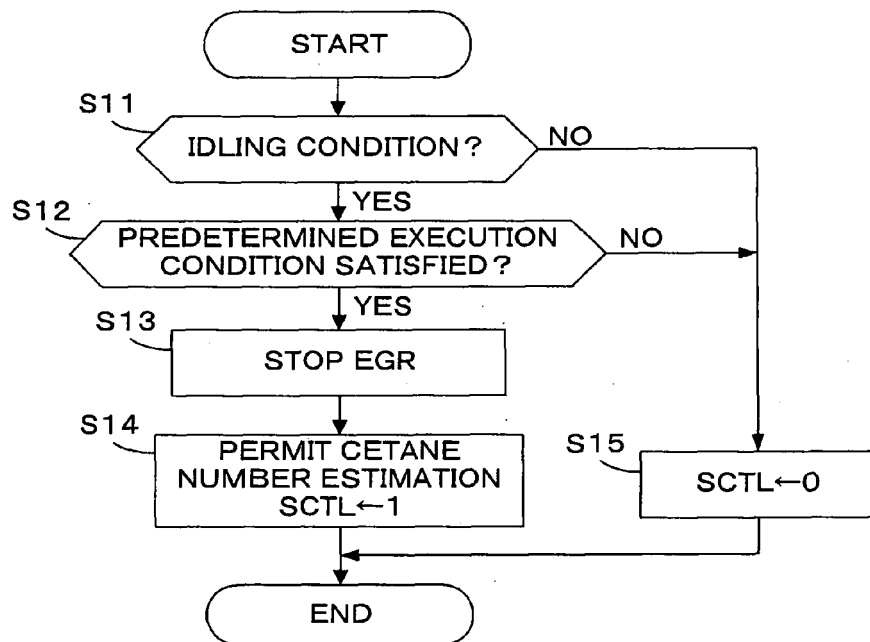 START
S11
IDLING CONDITION?
NO
YES
S12
PREDETERMINED EXECUTION
CONDITION SATISFIED?
NO
YES
S13
STOP EGR
S14
PERMIT CETANE
NUMBER ESTIMATION
SCTL←1
S15
SCTL←0
END